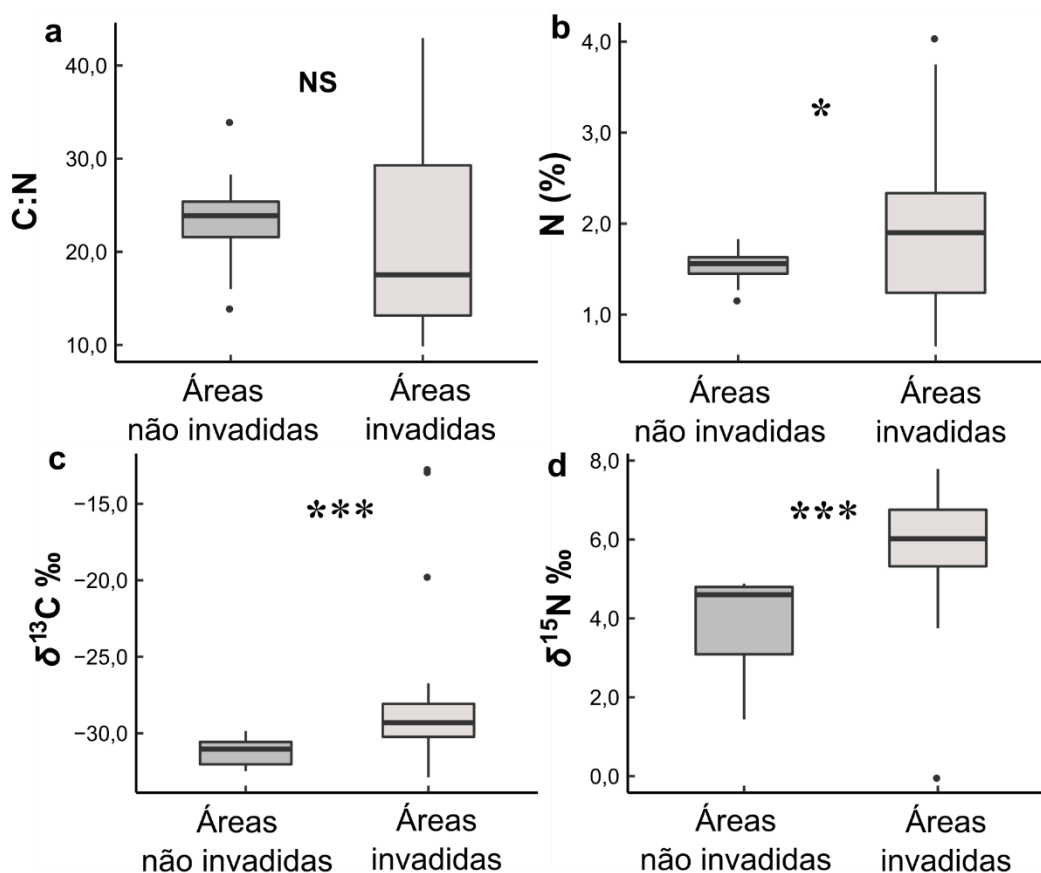 a
C:N
40,0
30,0
20,0
10,0
NS
Áreas
não invadidas
Áreas
invadidas
b
N (%)
4,0
3,0
2,0
1,0
*
Áreas
não invadidas
Áreas
invadidas
c
δ¹³C ‰
−15,0
−20,0
−25,0
−30,0
***
Áreas
não invadidas
Áreas
invadidas
d
δ¹⁵N ‰
8,0
6,0
4,0
2,0
0,0
***
Áreas
não invadidas
Áreas
invadidas